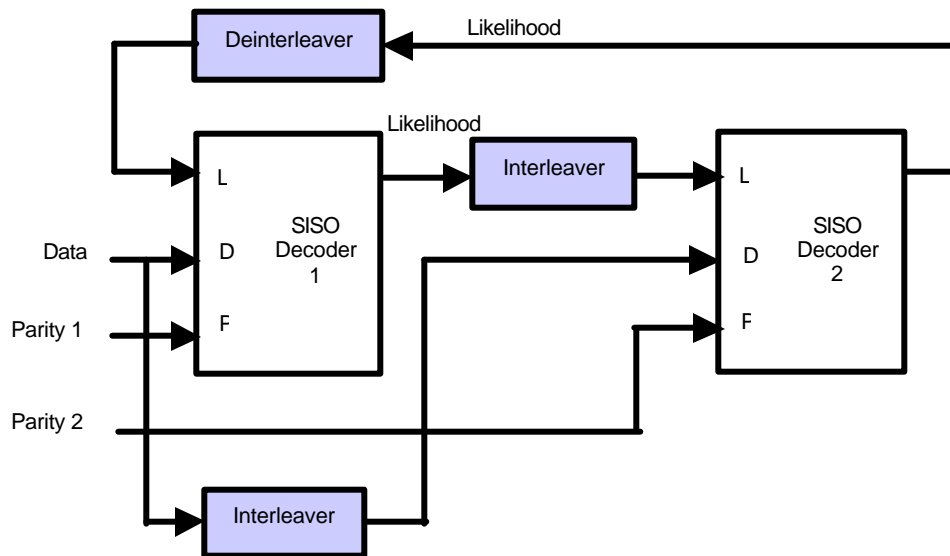 Deinterleaver
Likelihood
Likelihood
Interleaver
L
L
SISO
Decoder
1
SISO
Decoder
2
Data
D
D
Parity 1
F
F
Parity 2
Interleaver